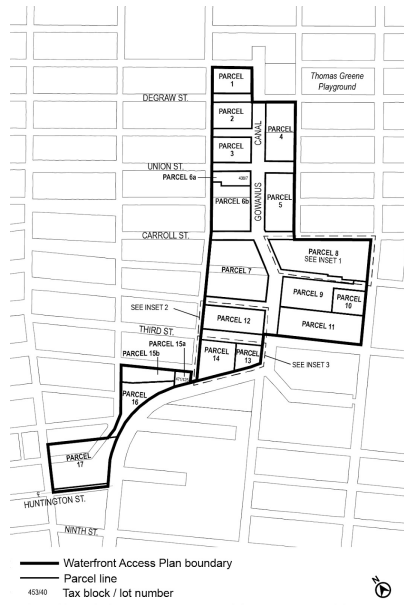 PARCEL
1
Thomas Greene
Playground
DEGRAW ST.
PARCEL
2
CANAL
PARCEL
4
PARCEL
3
UNION ST.
PARCEL 6a
PARCEL 6b
GOWANUS
PARCEL
5
CARROLL ST.
PARCEL 8
SEE INSET 1
PARCEL 7
PARCEL 9
PARCEL
10
SEE INSET 2
PARCEL 12
PARCEL 11
THIRD ST.
PARCEL 15a
PARCEL 15b
PARCEL
14
PARCEL
13
SEE INSET 3
PARCEL
16
PARCEL
17
HUNTINGTON ST.
NINTH ST.
Waterfront Access Plan boundary
Parcel line
453/40 Tax block / lot number
N